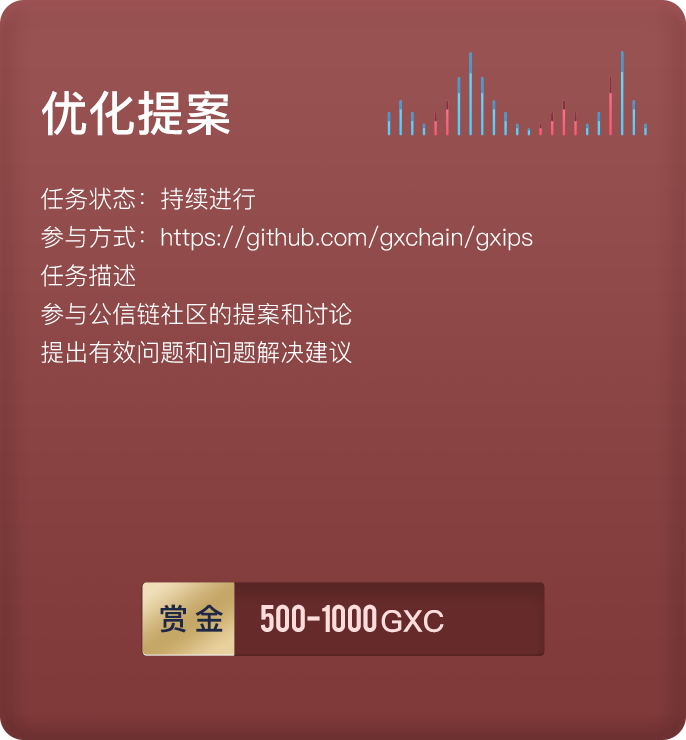 优化提案
任务状态：持续进行
参与方式：https://github.com/gxchain/gxips
任务描述
参与公信链社区的提案和讨论
提出有效问题和问题解决建议
赏金 500-1000GXC